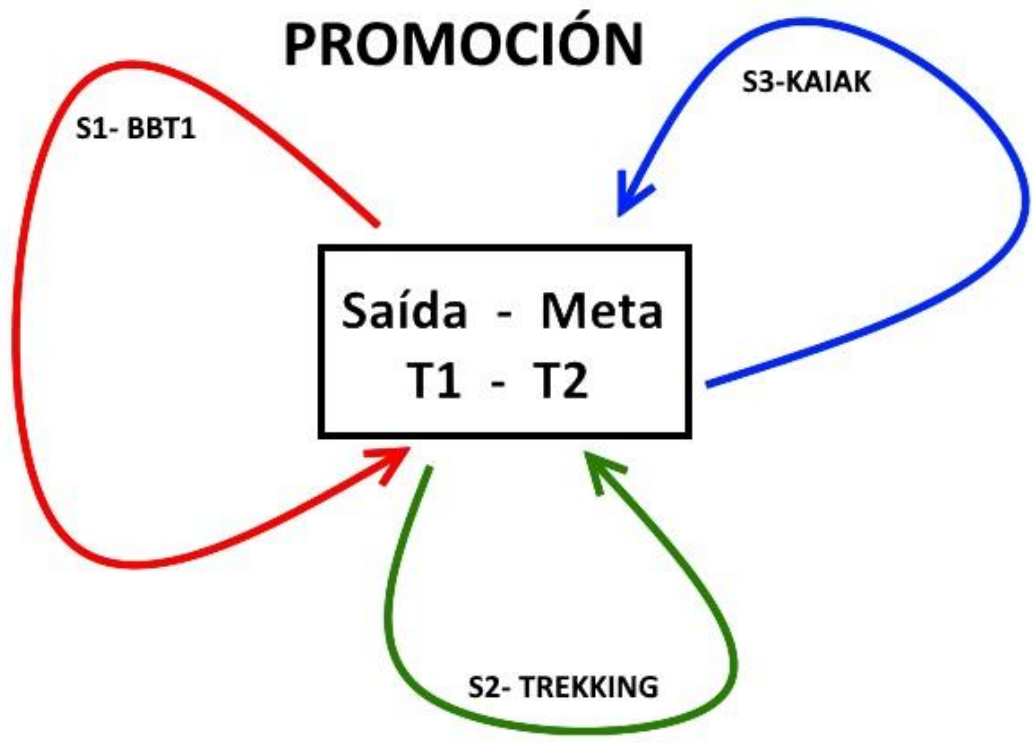 PROMOCIÓN
S3-KAIAK
S1- BBT1
Saída - Meta
T1 - T2
S2- TREKKING